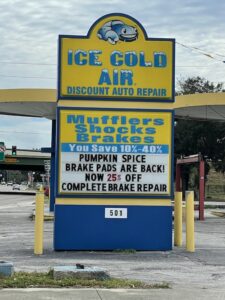 ICE COLD
AIR
DISCOUNT AUTO REPAIR
Mufflers
Shocks
Brakes
You Save 10%-40%
PUMPKIN SPICE
BRAKE PADS ARE BACK!
NOW 25% OFF
COMPLETE BRAKE REPAIR
501